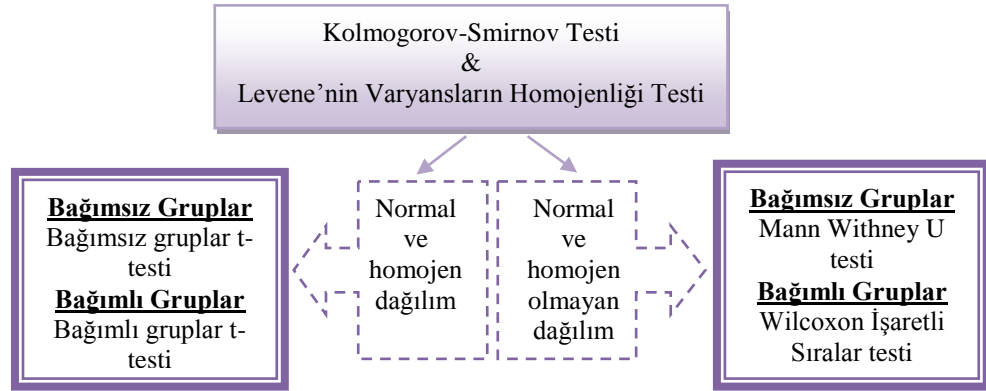 Kolmogorov-Smirnov Testi
&
Levene’nin Varyansların Homojenliği Testi
Bağımsız Gruplar
Bağımsız gruplar t-
testi
Bağımlı Gruplar
Bağımlı gruplar t-
testi
Normal
ve
homojen
dağılım
Normal
ve
homojen
olmayan
dağılım
Bağımsız Gruplar
Mann Withney U
testi
Bağımlı Gruplar
Wilcoxon İşaretli
Sıralar testi